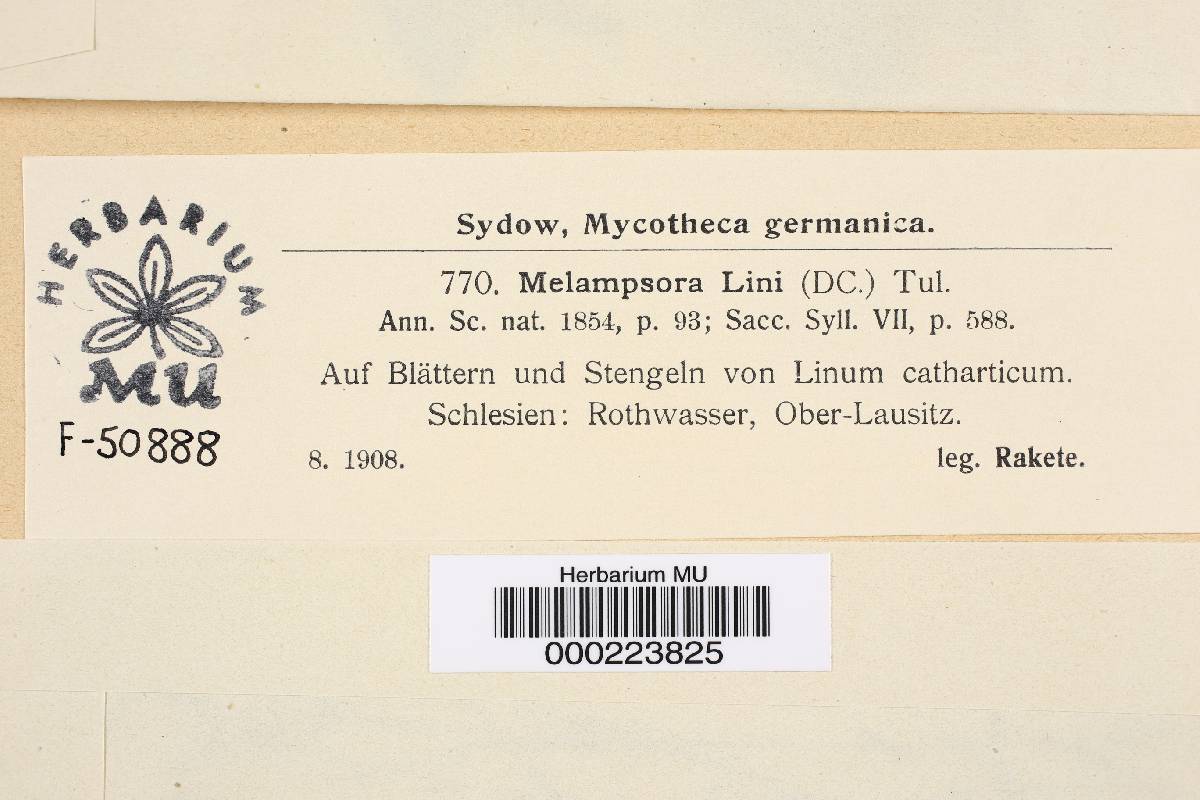 HERBARIUM
MU
F-50888
Sydow, Mycotheca germanica.
770. Melampsora Lini (DC.) Tul.
Ann. Sc. nat. 1854, p. 93; Sacc. Syll. VII, p. 588.
Auf Blättern und Stengeln von Linum catharticum.
Schlesien: Rothwasser, Ober-Lausitz.
8. 1908. leg. Rakete.
Herbarium MU
000223825